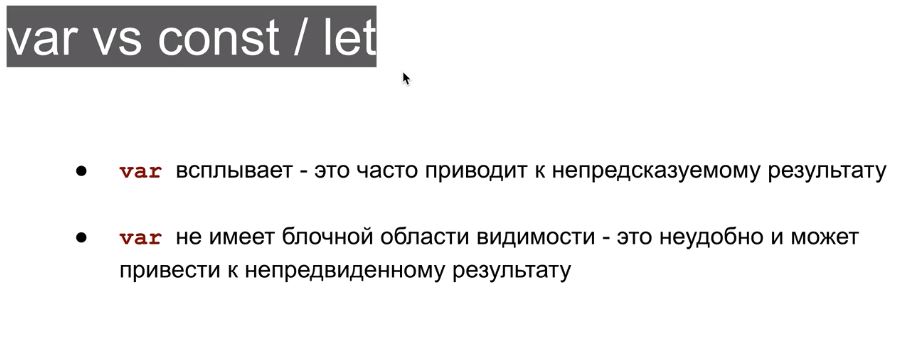 var vs const / let
● var всплывает - это часто приводит к непредсказуемому результату
● var не имеет блочной области видимости - это неудобно и может
привести к непредвиденному результату